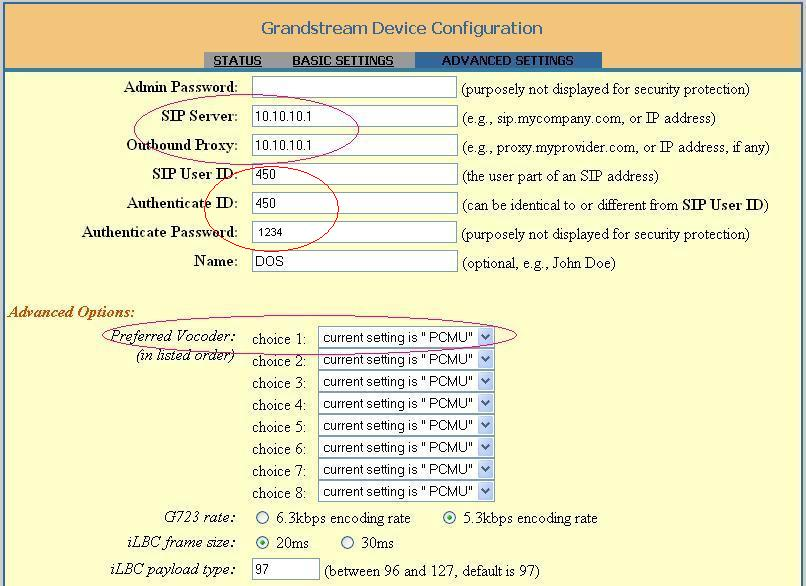 Grandstream Device Configuration
STATUS BASIC SETTINGS ADVANCED SETTINGS
Admin Password: (purposely not displayed for security protection)
SIP Server: 10.10.10.1 (e.g., sip.mycompany.com, or IP address)
Outbound Proxy: 10.10.10.1 (e.g., proxy.myprovider.com, or IP address, if any)
SIP User ID: 450 (the user part of an SIP address)
Authenticate ID: 450 (can be identical to or different from SIP User ID)
Authenticate Password: 1234 (purposely not displayed for security protection)
Name: DOS (optional, e.g., John Doe)
Advanced Options:
Preferred Vocoder: choice 1: current setting is " PCMU"
(in listed order) choice 2: current setting is " PCMU"
choice 3: current setting is " PCMU"
choice 4: current setting is " PCMU"
choice 5: current setting is " PCMU"
choice 6: current setting is " PCMU"
choice 7: current setting is " PCMU"
choice 8: current setting is " PCMU"
G723 rate: 6.3kbps encoding rate 5.3kbps encoding rate
iLBC frame size: 20ms 30ms
iLBC payload type: 97 (between 96 and 127, default is 97)